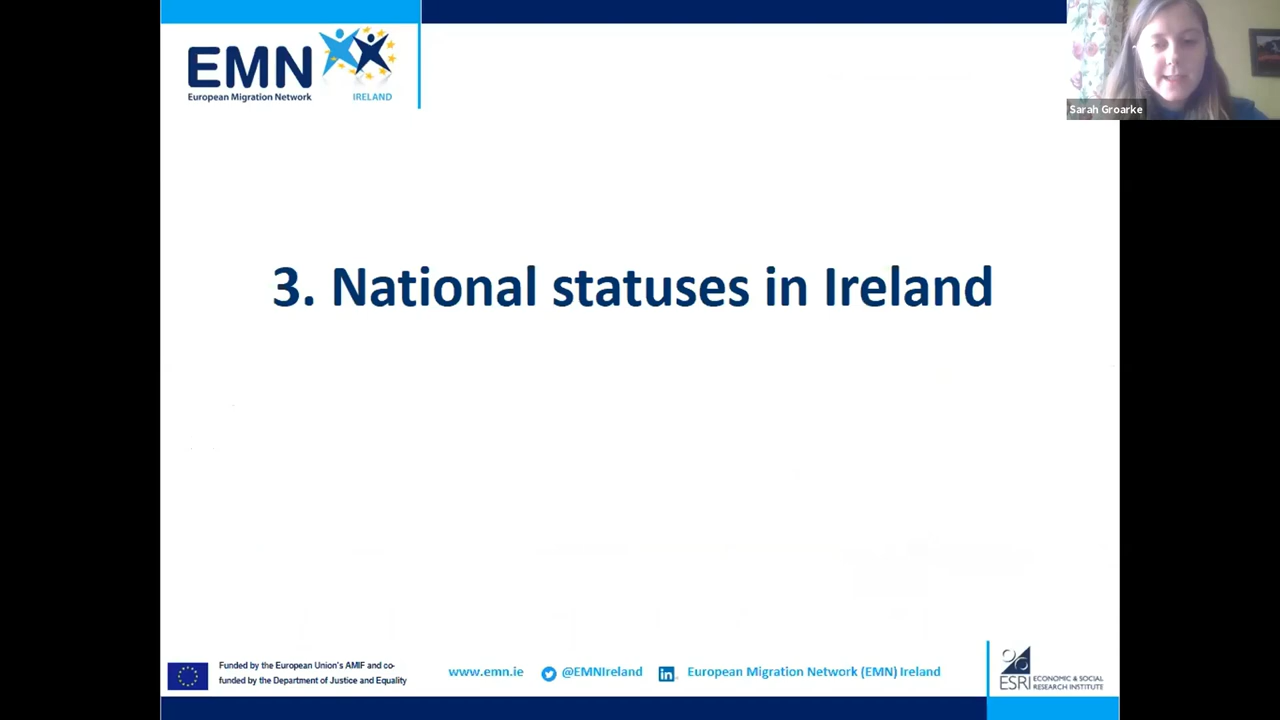 EMN
European Migration Network
IRELAND
Sarah Groarke
3. National statuses in Ireland
Funded by the European Union's AMIF and co-
funded by the Department of Justice and Equality
www.emn.ie
@EMNIreland
in
European Migration Network (EMN) Ireland
ESRI
ECONOMIC & SOCIAL
RESEARCH INSTITUTE